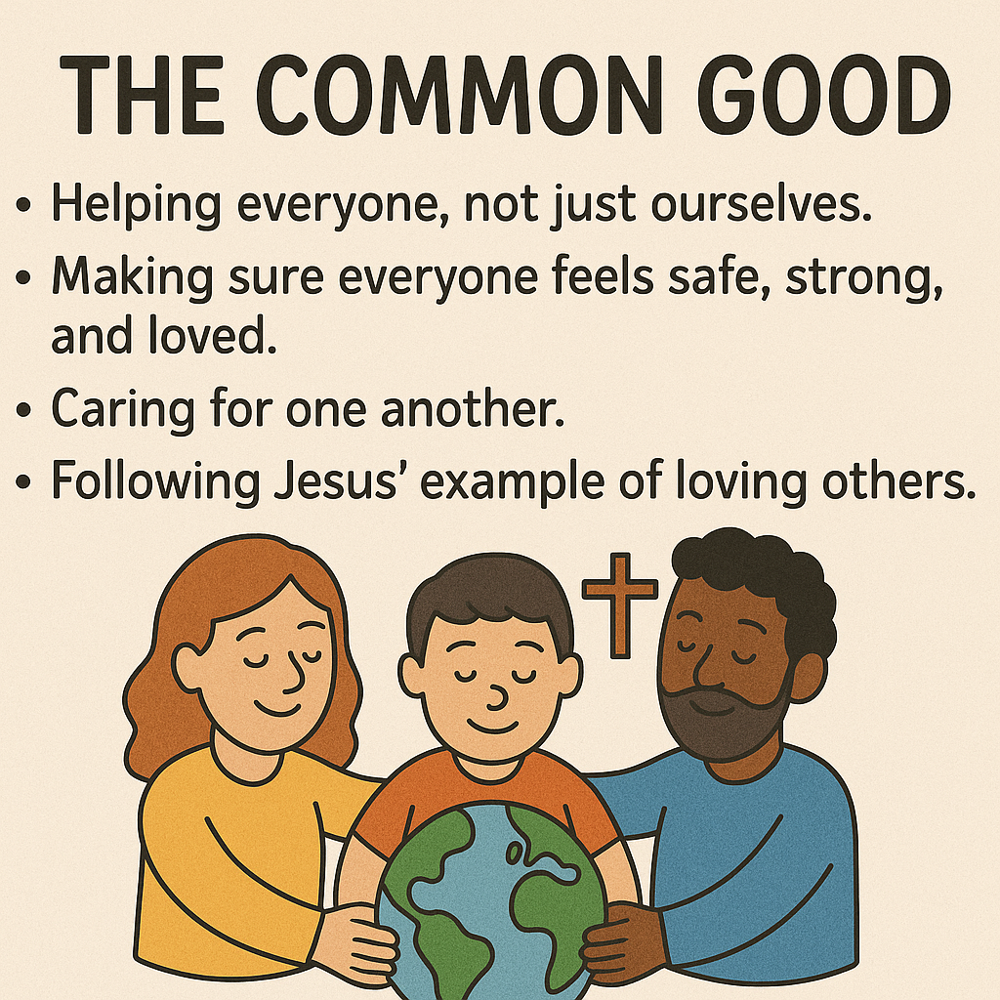 THE COMMON GOOD
• Helping everyone, not just ourselves.
• Making sure everyone feels safe, strong,
and loved.
• Caring for one another.
• Following Jesus’ example of loving others.